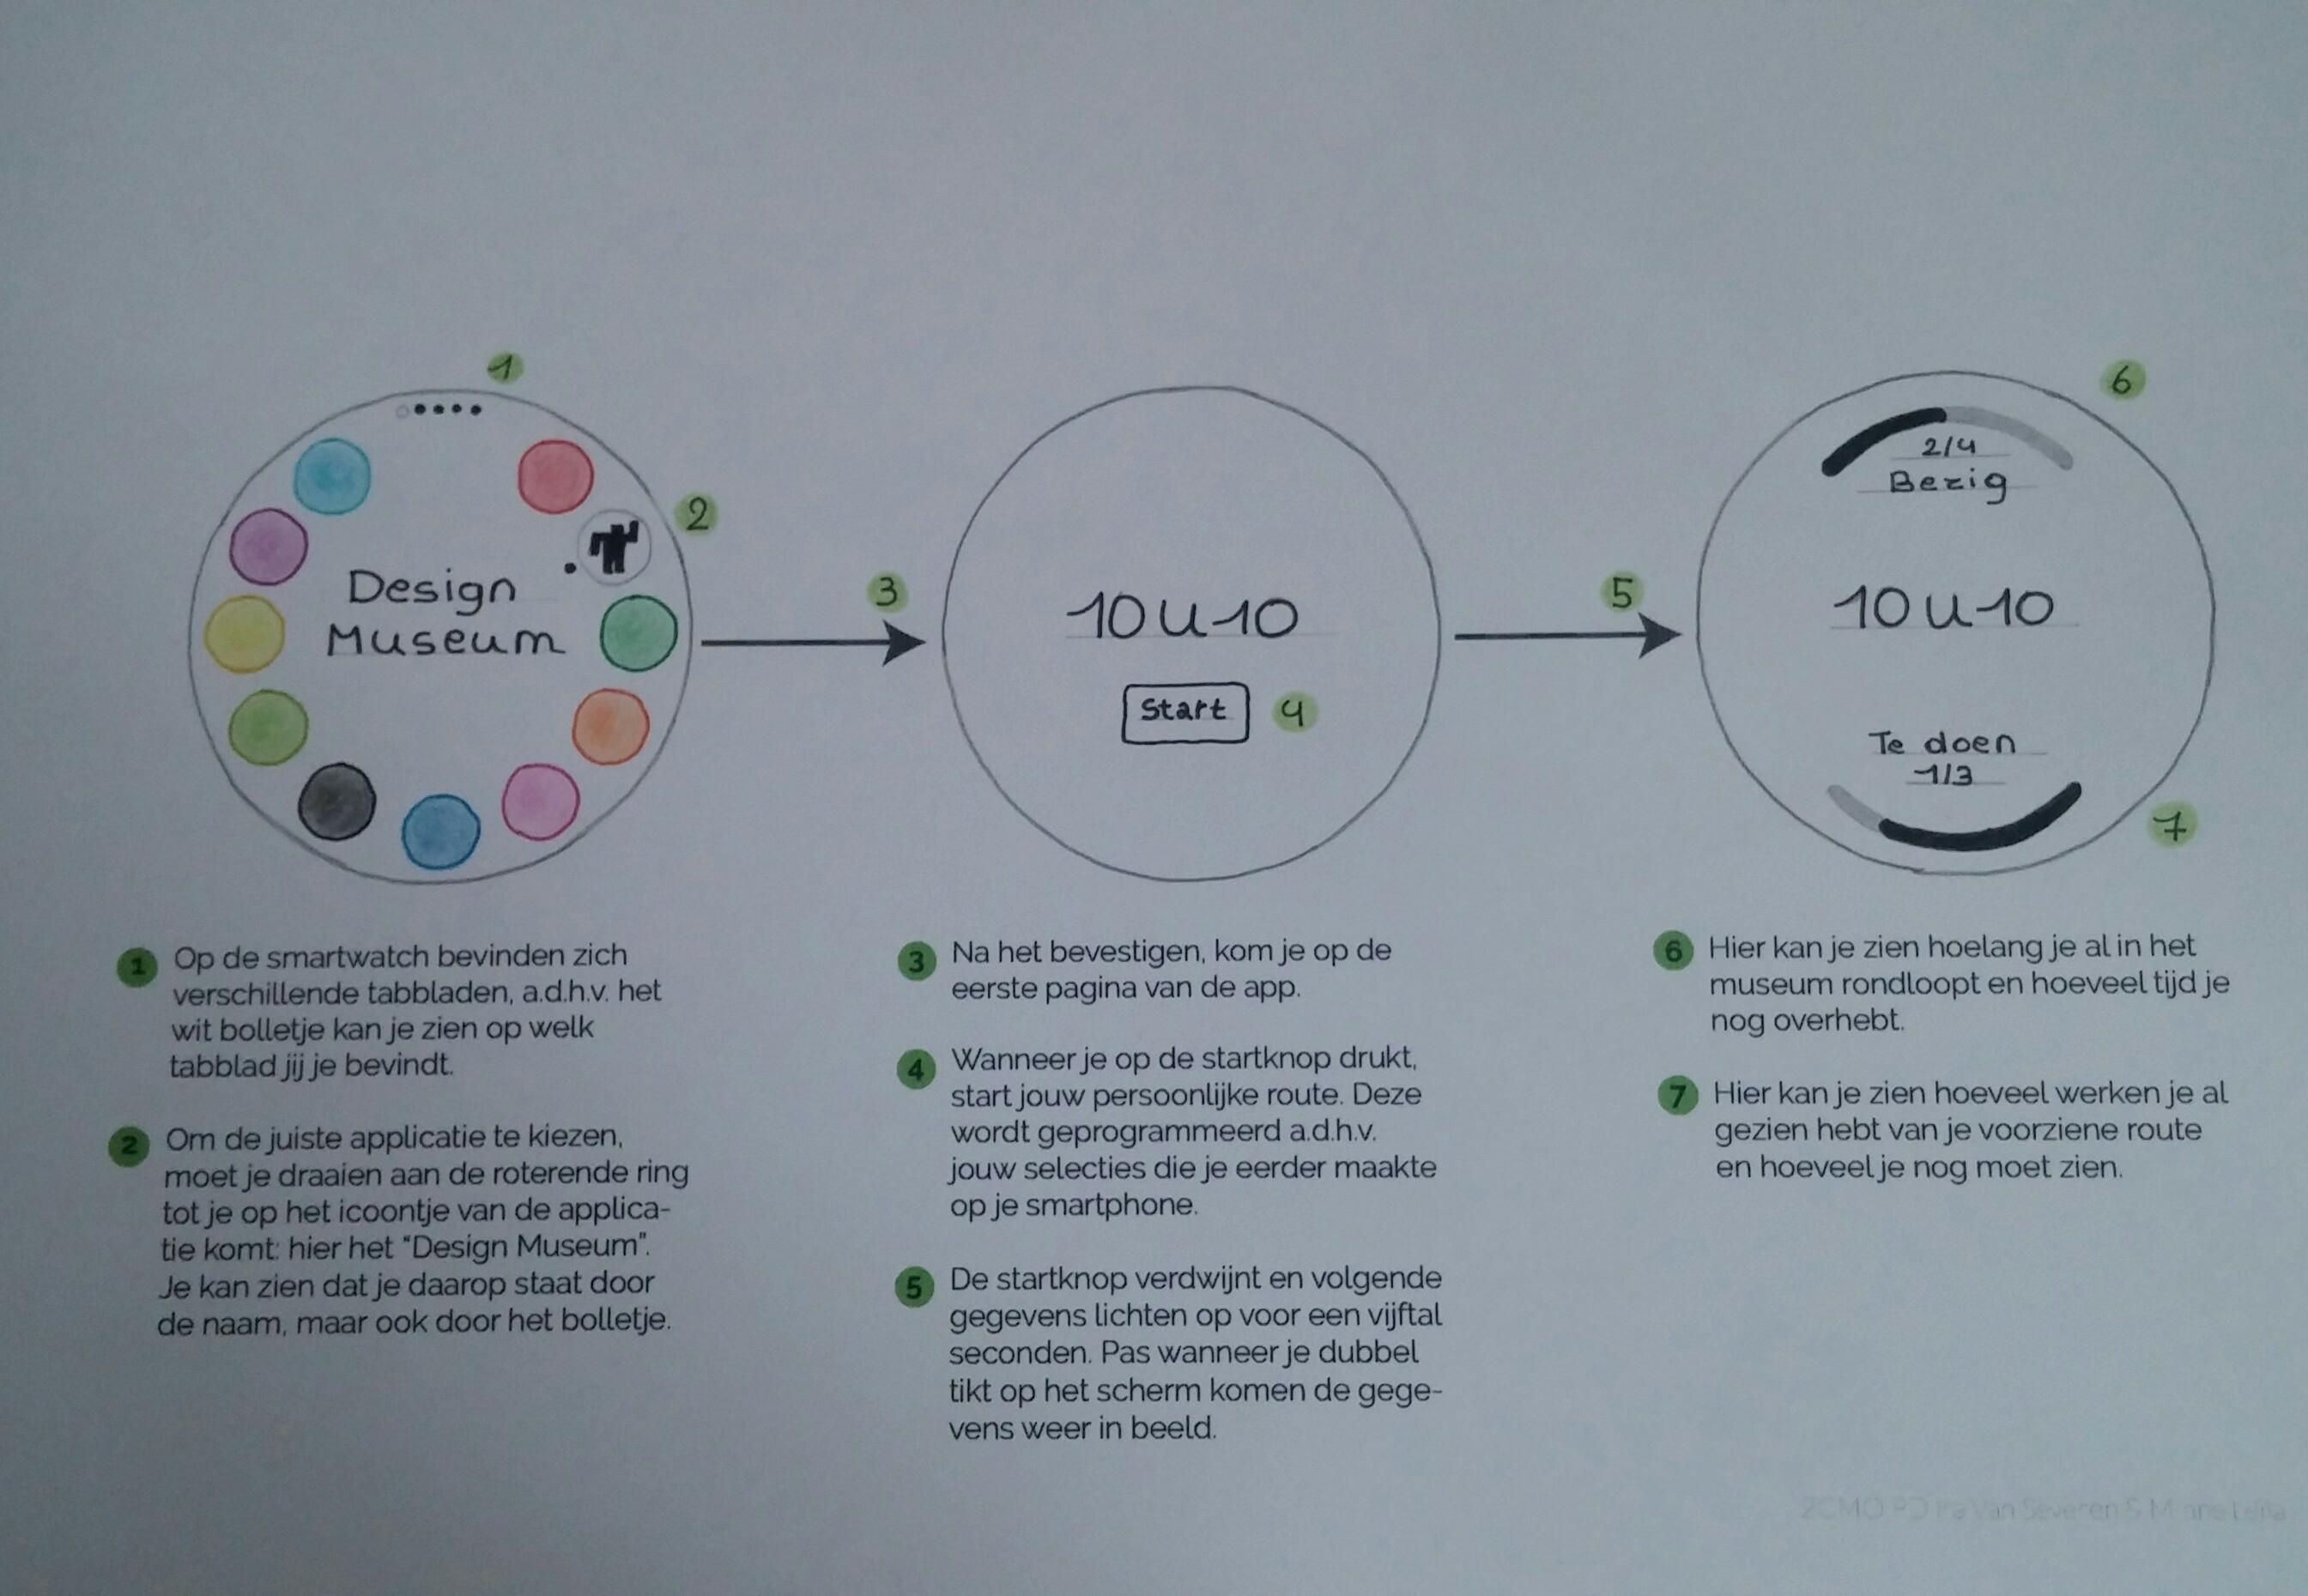 1
2
Design
Museum
3
10 u 10
Start
4
5
6
2/4
Bezig
10 u 10
Te doen
1/3
7
1 Op de smartwatch bevinden zich
verschillende tabbladen, a.d.h.v. het
wit bolletje kan je zien op welk
tabblad jij je bevindt.
2 Om de juiste applicatie te kiezen,
moet je draaien aan de roterende ring
tot je op het icoontje van de applica-
tie komt: hier het “Design Museum”.
Je kan zien dat je daarop staat door
de naam, maar ook door het bolletje.
3 Na het bevestigen, kom je op de
eerste pagina van de app.
4 Wanneer je op de startknop drukt,
start jouw persoonlijke route. Deze
wordt geprogrammeerd a.d.h.v.
jouw selecties die je eerder maakte
op je smartphone.
5 De startknop verdwijnt en volgende
gegevens lichten op voor een vijftal
seconden. Pas wanneer je dubbel
tikt op het scherm komen de gege-
vens weer in beeld.
6 Hier kan je zien hoelang je al in het
museum rondloopt en hoeveel tijd je
nog overhebt.
7 Hier kan je zien hoeveel werken je al
gezien hebt van je voorziene route
en hoeveel je nog moet zien.
2CMO Van Severen